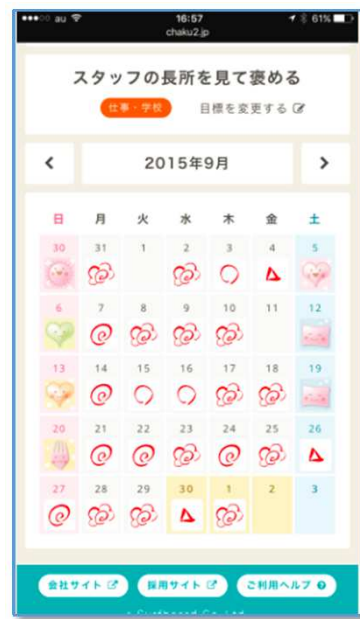 au 16:57 61%
chaku2.jp
スタッフの長所を見て褒める
仕事・学校 目標を変更する
2015年9月
日 月 火 水 木 金 土
30 31 1 2 3 4 5
6 7 8 9 10 11 12
13 14 15 16 17 18 19
20 21 22 23 24 25 26
27 28 29 30 1 2 3
会社サイト 採用サイト ご利用ヘルプ